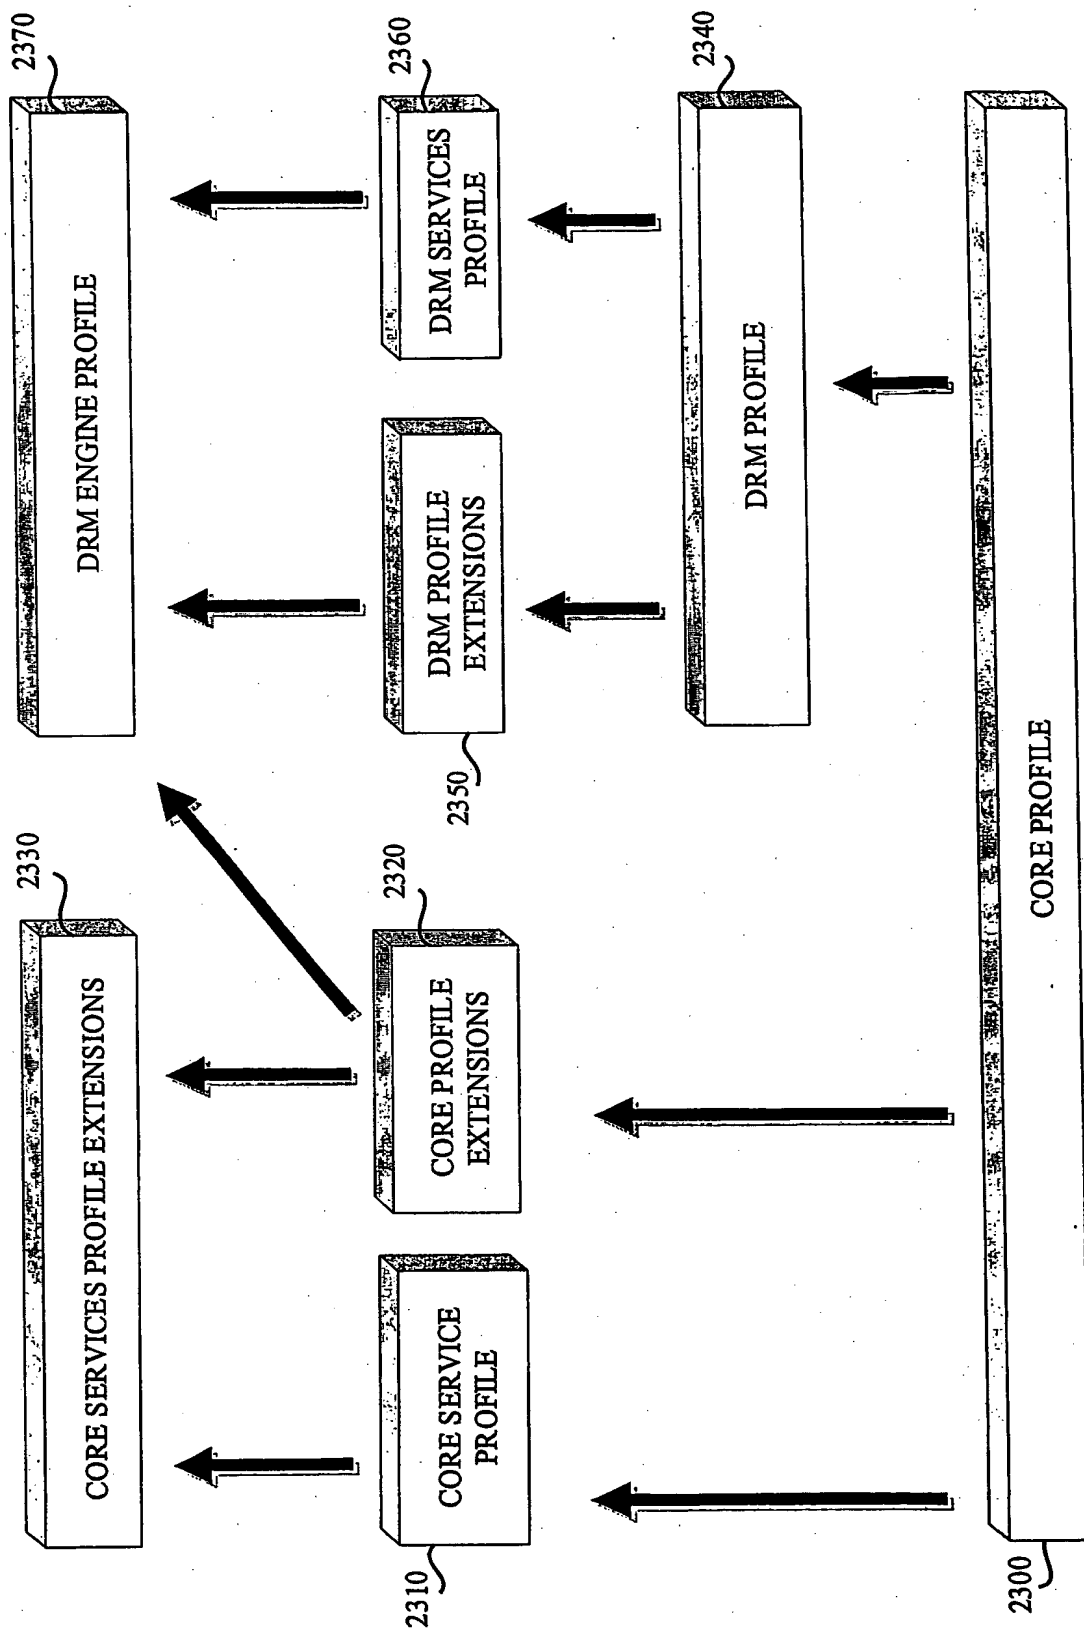 2330
CORE SERVICES PROFILE EXTENSIONS
2370
DRM ENGINE PROFILE
2310
CORE SERVICE
PROFILE
2320
CORE PROFILE
EXTENSIONS
2350
DRM PROFILE
EXTENSIONS
2360
DRM SERVICES
PROFILE
2340
DRM PROFILE
2300
CORE PROFILE